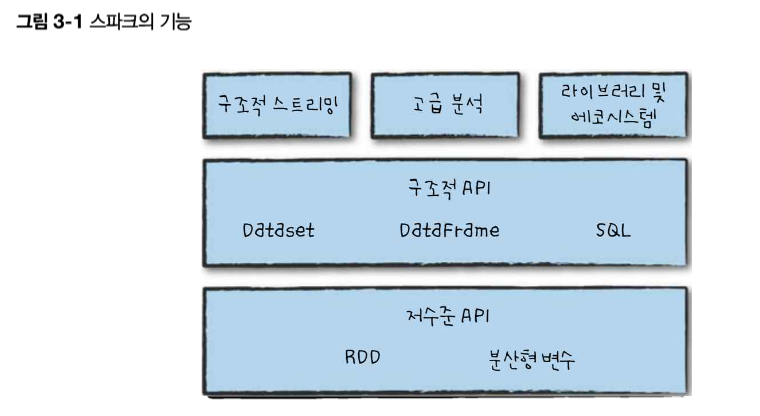 그림 3-1 스파크의 기능
구조적 스트리밍
고급 분석
라이브러리 및
에코시스템
구조적 API
Dataset
DataFrame
SQL
저수준 API
RDD
분산형 변수